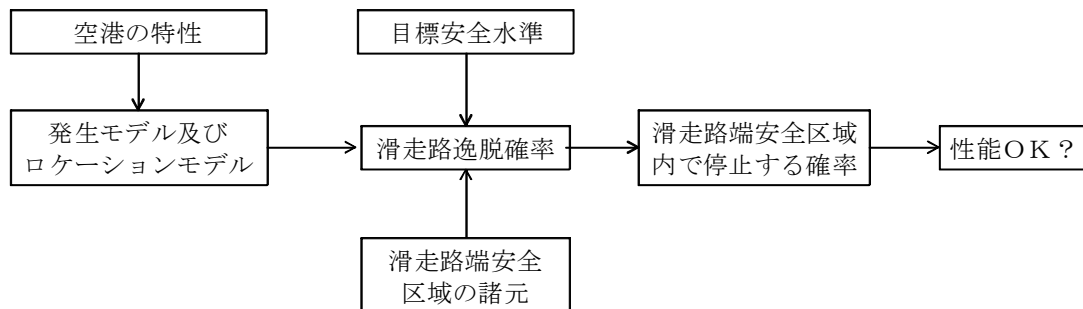 空港の特性
目標安全水準
発生モデル及び
ロケーションモデル
滑走路逸脱確率
滑走路端安全区域
内で停止する確率
性能ＯＫ？
滑走路端安全
区域の諸元